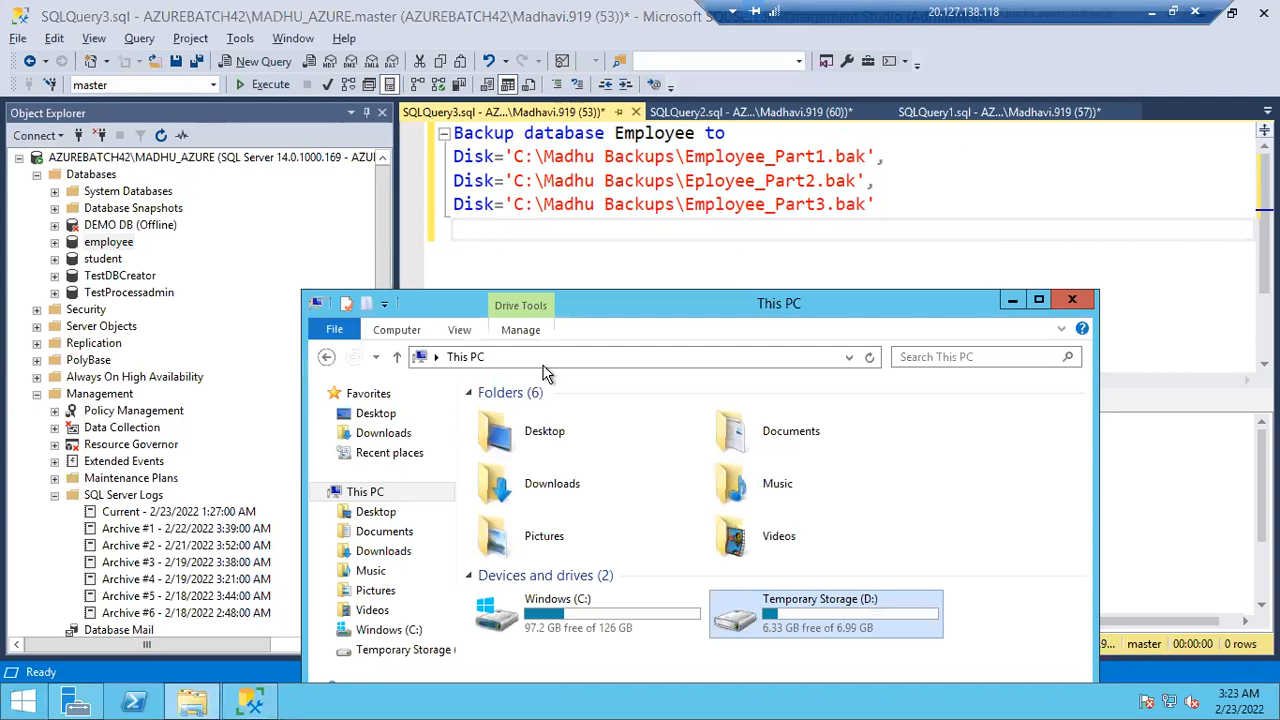 SQLQuery3.sql - AZUREBATCH42\MADHU_AZURE.master (AZUREBATCH42\Madhavi.919 (53))* - Microsoft SQL Server Management Studio (Administrator)
20.127.138.118
File Edit View Query Project Tools Window Help
New Query
master
Execute
Object Explorer
SQLQuery3.sql - AZ...\Madhavi.919 (53))*
SQLQuery2.sql - AZ...\Madhavi.919 (60))*
SQLQuery1.sql - AZ...\Madhavi.919 (57))*
Connect
AZUREBATCH42\MADHU_AZURE (SQL Server 14.0.1000.169 - AZU
Databases
System Databases
Database Snapshots
DEMO DB (Offline)
employee
student
TestDBCreator
TestProcessadmin
Security
Server Objects
Replication
PolyBase
Always On High Availability
Management
Policy Management
Data Collection
Resource Governor
Extended Events
Maintenance Plans
SQL Server Logs
Current - 2/23/2022 1:27:00 AM
Archive #1 - 2/22/2022 3:39:00 AM
Archive #2 - 2/21/2022 3:52:00 AM
Archive #3 - 2/19/2022 3:38:00 AM
Archive #4 - 2/19/2022 3:21:00 AM
Archive #5 - 2/18/2022 3:44:00 AM
Archive #6 - 2/18/2022 2:48:00 AM
Database Mail
Backup database Employee to
Disk='C:\Madhu Backups\Employee_Part1.bak',
Disk='C:\Madhu Backups\Eployee_Part2.bak',
Disk='C:\Madhu Backups\Employee_Part3.bak'
Drive Tools
This PC
File Computer View Manage
This PC
Search This PC
Favorites
Desktop
Downloads
Recent places
This PC
Desktop
Documents
Downloads
Music
Pictures
Videos
Windows (C:)
Temporary Storage (
Folders (6)
Desktop
Documents
Downloads
Music
Pictures
Videos
Devices and drives (2)
Windows (C:)
97.2 GB free of 126 GB
Temporary Storage (D:)
6.33 GB free of 6.99 GB
9... master 00:00:00 0 rows
Ready
3:23 AM
2/23/2022